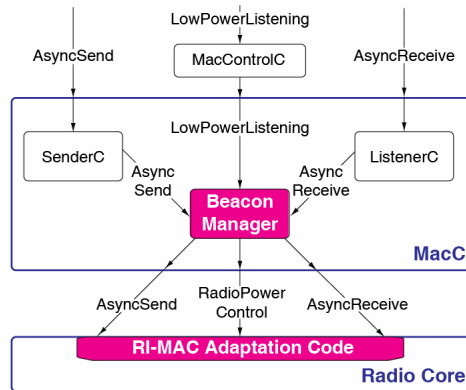 LowPowerListening
AsyncSend
AsyncReceive
MacControlC
LowPowerListening
SenderC
ListenerC
Async
Send
Async
Receive
Beacon
Manager
MacC
AsyncSend
RadioPower
Control
AsyncReceive
RI-MAC Adaptation Code
Radio Core